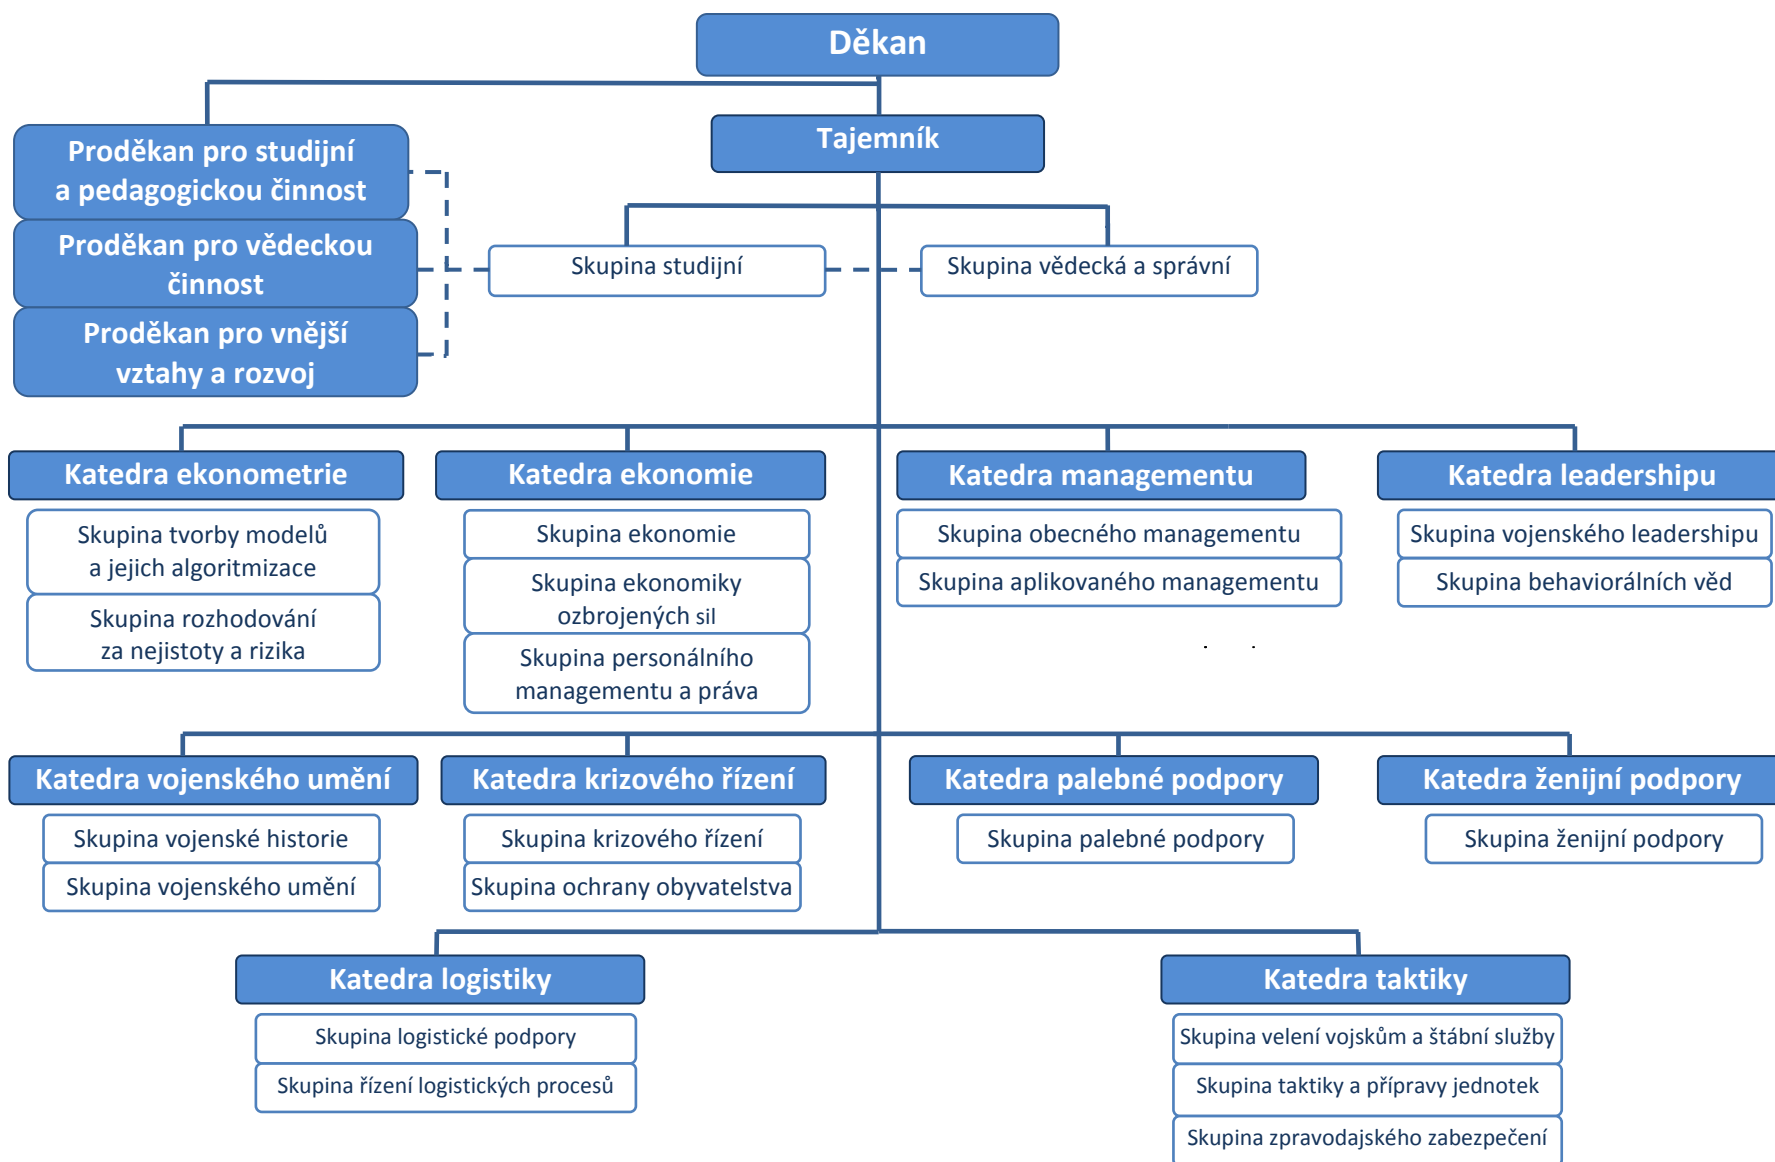 Děkan
Tajemník
Proděkan pro studijní
a pedagogickou činnost
Proděkan pro vědeckou
činnost
Proděkan pro vnější
vztahy a rozvoj
Skupina studijní
Skupina vědecká a správní
Katedra ekonometrie
Skupina tvorby modelů
a jejich algoritmizace
Skupina rozhodování
za nejistoty a rizika
Katedra ekonomie
Skupina ekonomie
Skupina ekonomiky
ozbrojených sil
Skupina personálního
managementu a práva
Katedra managementu
Skupina obecného managementu
Skupina aplikovaného managementu
Katedra leadershipu
Skupina vojenského leadershipu
Skupina behaviorálních věd
Katedra vojenského umění
Skupina vojenské historie
Skupina vojenského umění
Katedra krizového řízení
Skupina krizového řízení
Skupina ochrany obyvatelstva
Katedra palebné podpory
Skupina palebné podpory
Katedra ženijní podpory
Skupina ženijní podpory
Katedra logistiky
Skupina logistické podpory
Skupina řízení logistických procesů
Katedra taktiky
Skupina velení vojskům a štábní služby
Skupina taktiky a přípravy jednotek
Skupina zpravodajského zabezpečení